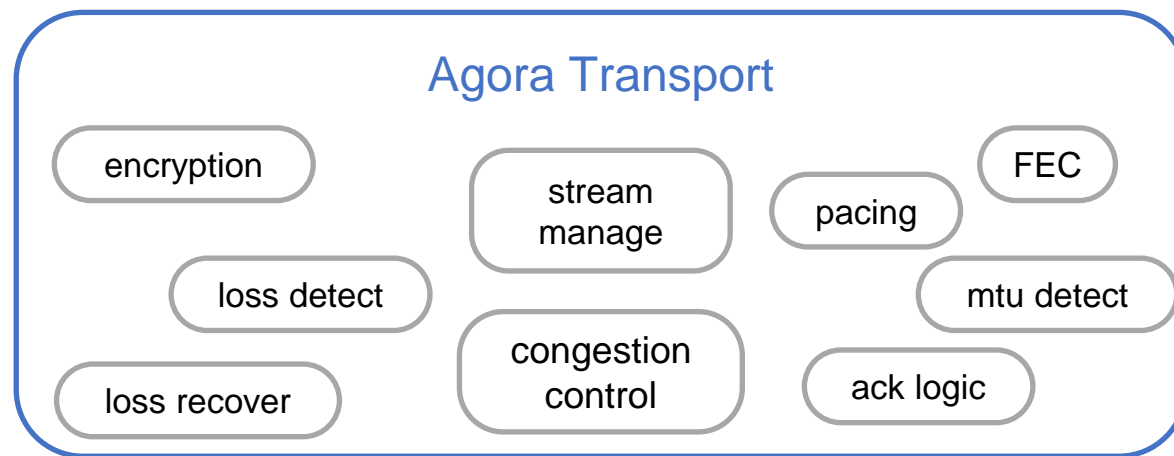 Agora Transport
encryption
stream
manage
pacing
FEC
loss detect
mtu detect
loss recover
congestion
control
ack logic